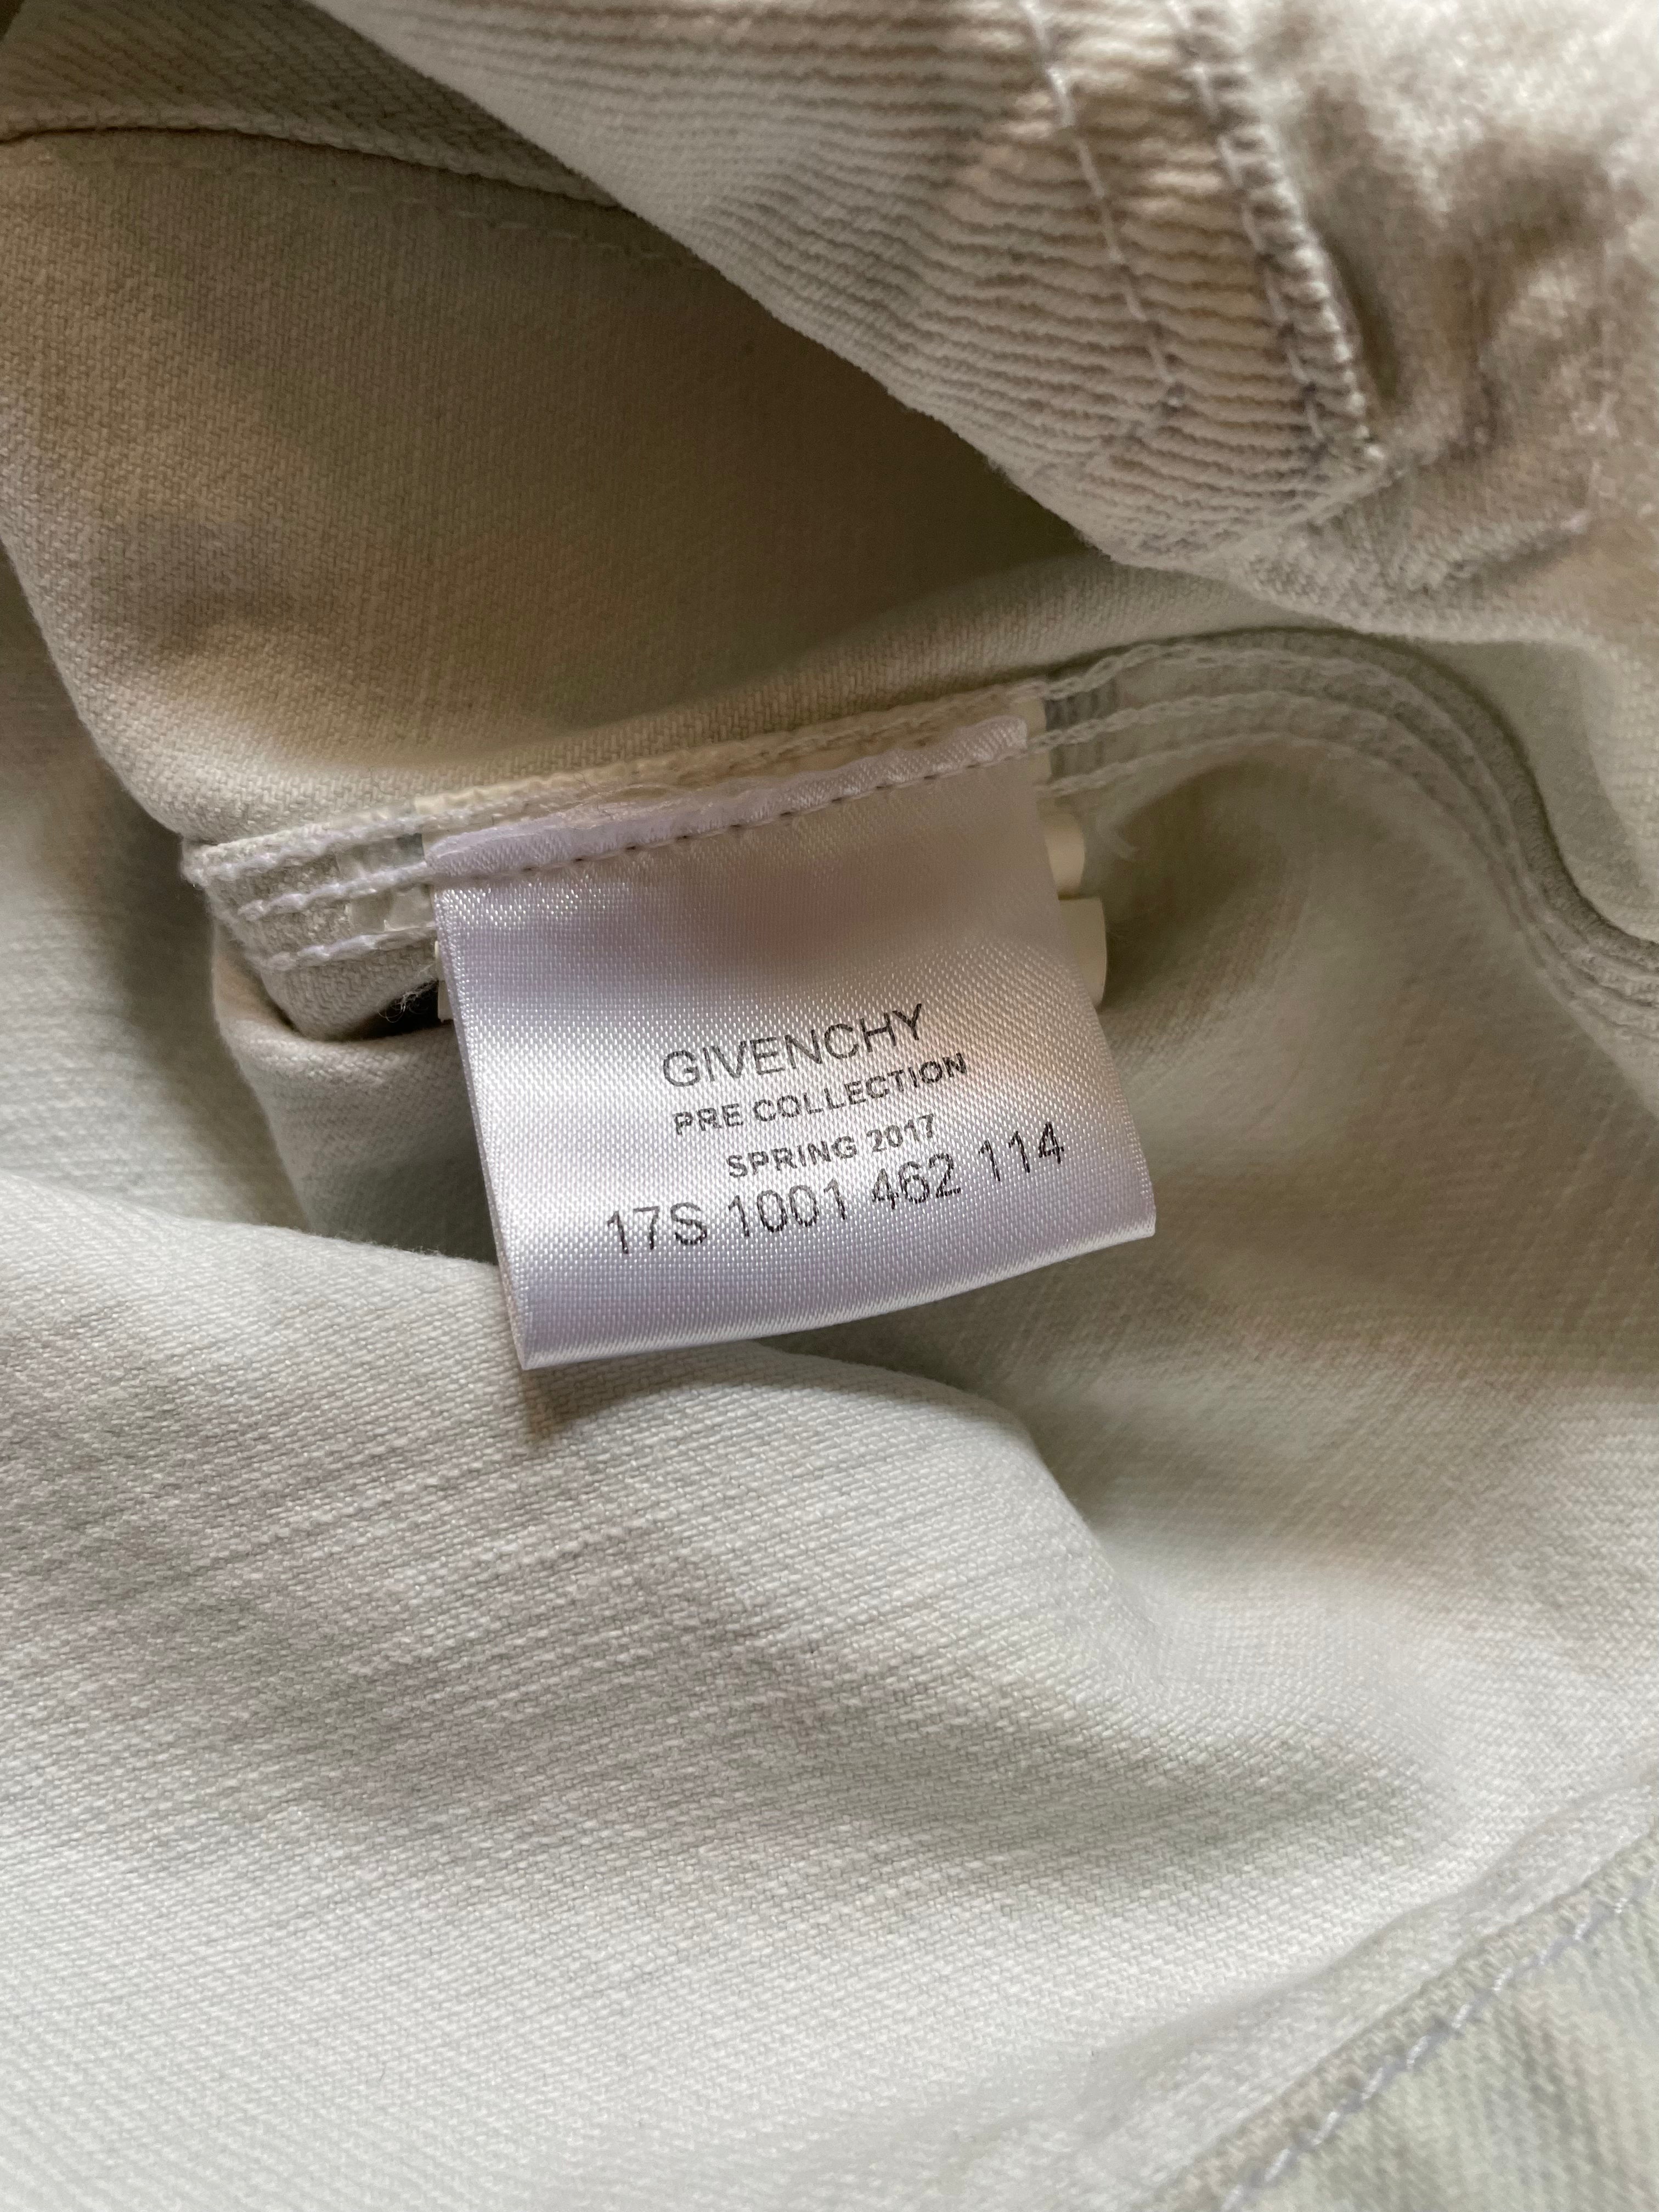 GIVENCHY
PRE COLLECTION
SPRING 2017
17S 1001 462 114